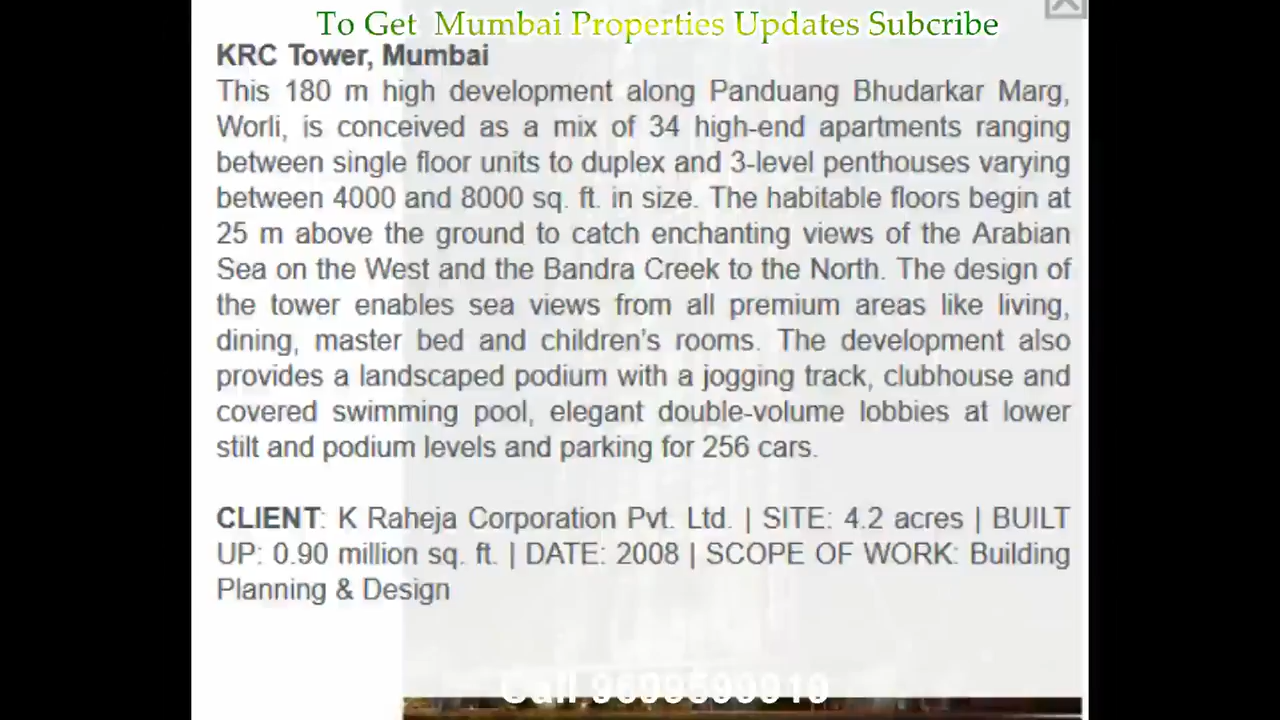 To Get Mumbai Properties Updates Subcribe
KRC Tower, Mumbai
This 180 m high development along Panduang Bhudarkar Marg,
Worli, is conceived as a mix of 34 high-end apartments ranging
between single floor units to duplex and 3-level penthouses varying
between 4000 and 8000 sq. ft. in size. The habitable floors begin at
25 m above the ground to catch enchanting views of the Arabian
Sea on the West and the Bandra Creek to the North. The design of
the tower enables sea views from all premium areas like living,
dining, master bed and children's rooms. The development also
provides a landscaped podium with a jogging track, clubhouse and
covered swimming pool, elegant double-volume lobbies at lower
stilt and podium levels and parking for 256 cars.
CLIENT: K Raheja Corporation Pvt. Ltd. | SITE: 4.2 acres | BUILT
UP: 0.90 million sq. ft. | DATE: 2008 | SCOPE OF WORK: Building
Planning & Design
Call